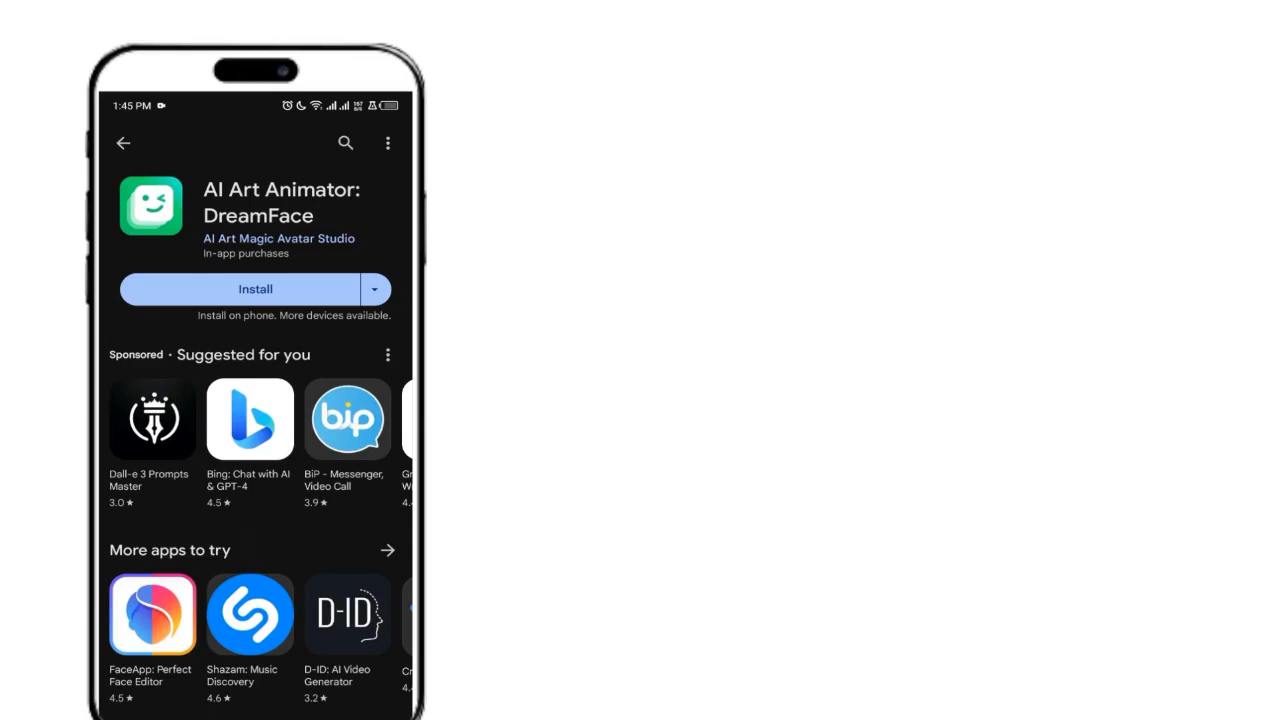 1:45 PM
AI Art Animator:
DreamFace
AI Art Magic Avatar Studio
In-app purchases
Install
Install on phone. More devices available.
Sponsored • Suggested for you
bip
D-ID
Dall-e 3 Prompts
Master
3.0 ★
Bing: Chat with AI
& GPT-4
4.5 ★
BiP - Messenger,
Video Call
3.9 ★
More apps to try
FaceApp: Perfect
Face Editor
4.5 ★
Shazam: Music
Discovery
4.6 ★
D-ID: AI Video
Generator
3.2 ★